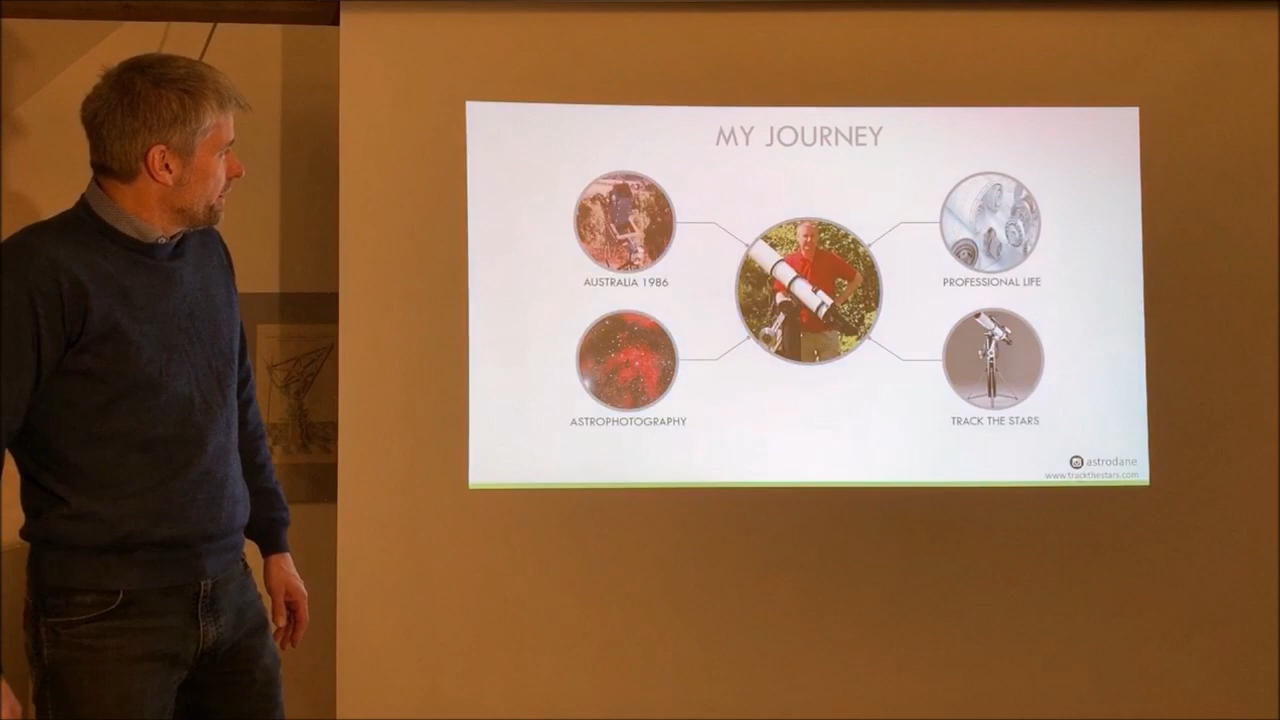 MY JOURNEY
AUSTRALIA 1986
PROFESSIONAL LIFE
ASTROPHOTOGRAPHY
TRACK THE STARS
astrodane
www.trackthestars.com